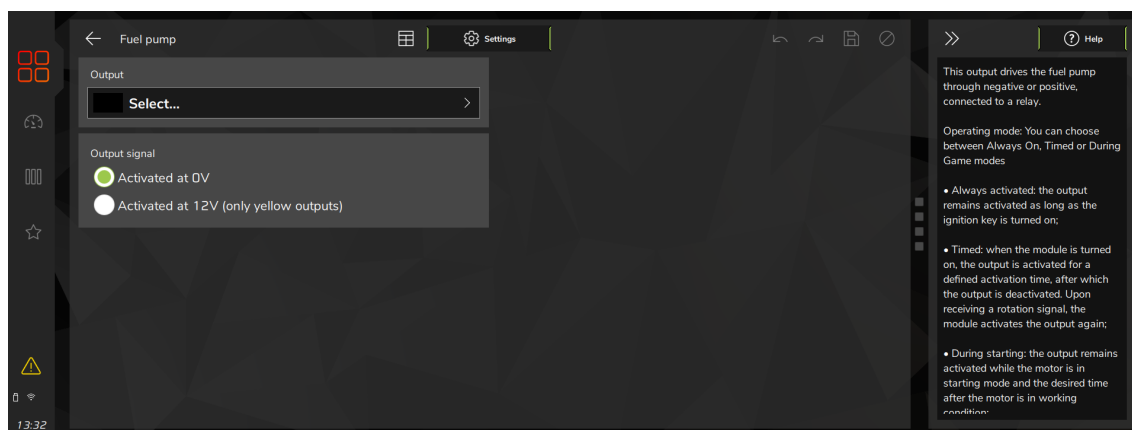 Fuel pump
Settings
Help
Output
Select...
Output signal
Activated at 0V
Activated at 12V (only yellow outputs)
13:32
This output drives the fuel pump
through negative or positive,
connected to a relay.
Operating mode: You can choose
between Always On, Timed or During
Game modes
• Always activated: the output
remains activated as long as the
ignition key is turned on;
• Timed: when the module is turned
on, the output is activated for a
defined activation time, after which
the output is deactivated. Upon
receiving a rotation signal, the
module activates the output again;
• During starting: the output remains
activated while the motor is in
starting mode and the desired time
after the motor is in working
condition;